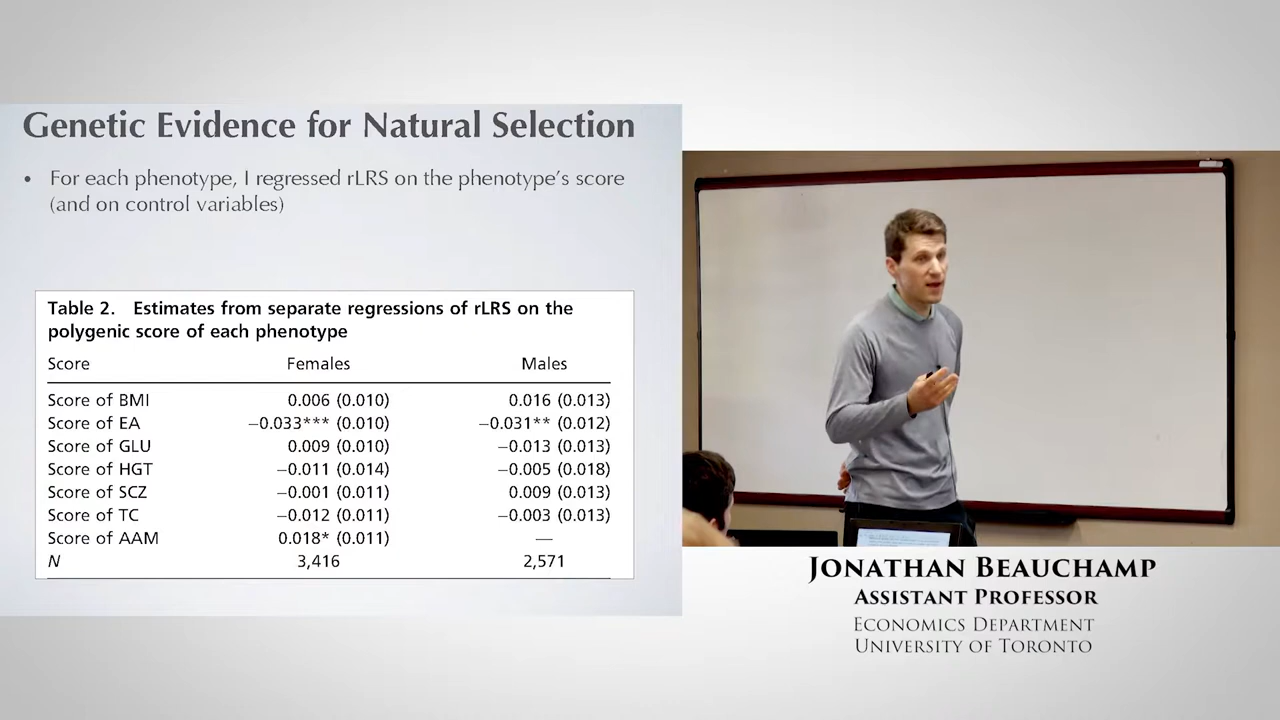 Genetic Evidence for Natural Selection
• For each phenotype, I regressed rLRS on the phenotype's score
(and on control variables)
Table 2. Estimates from separate regressions of rLRS on the
polygenic score of each phenotype
Score Females Males
Score of BMI 0.006 (0.010) 0.016 (0.013)
Score of EA −0.033*** (0.010) −0.031** (0.012)
Score of GLU 0.009 (0.010) −0.013 (0.013)
Score of HGT −0.011 (0.014) −0.005 (0.018)
Score of SCZ −0.001 (0.011) 0.009 (0.013)
Score of TC −0.012 (0.011) −0.003 (0.013)
Score of AAM 0.018* (0.011) —
N 3,416 2,571
JONATHAN BEAUCHAMP
ASSISTANT PROFESSOR
ECONOMICS DEPARTMENT
UNIVERSITY OF TORONTO